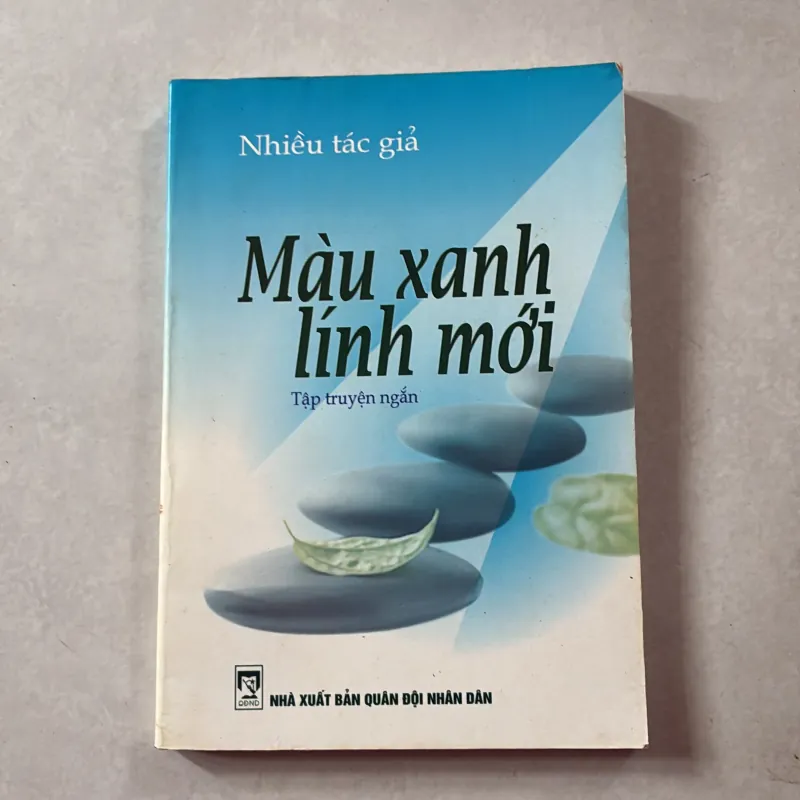 Nhiều tác giả
Màu xanh
lính mới
Tập truyện ngắn
QĐND
NHÀ XUẤT BẢN QUÂN ĐỘI NHÂN DÂN